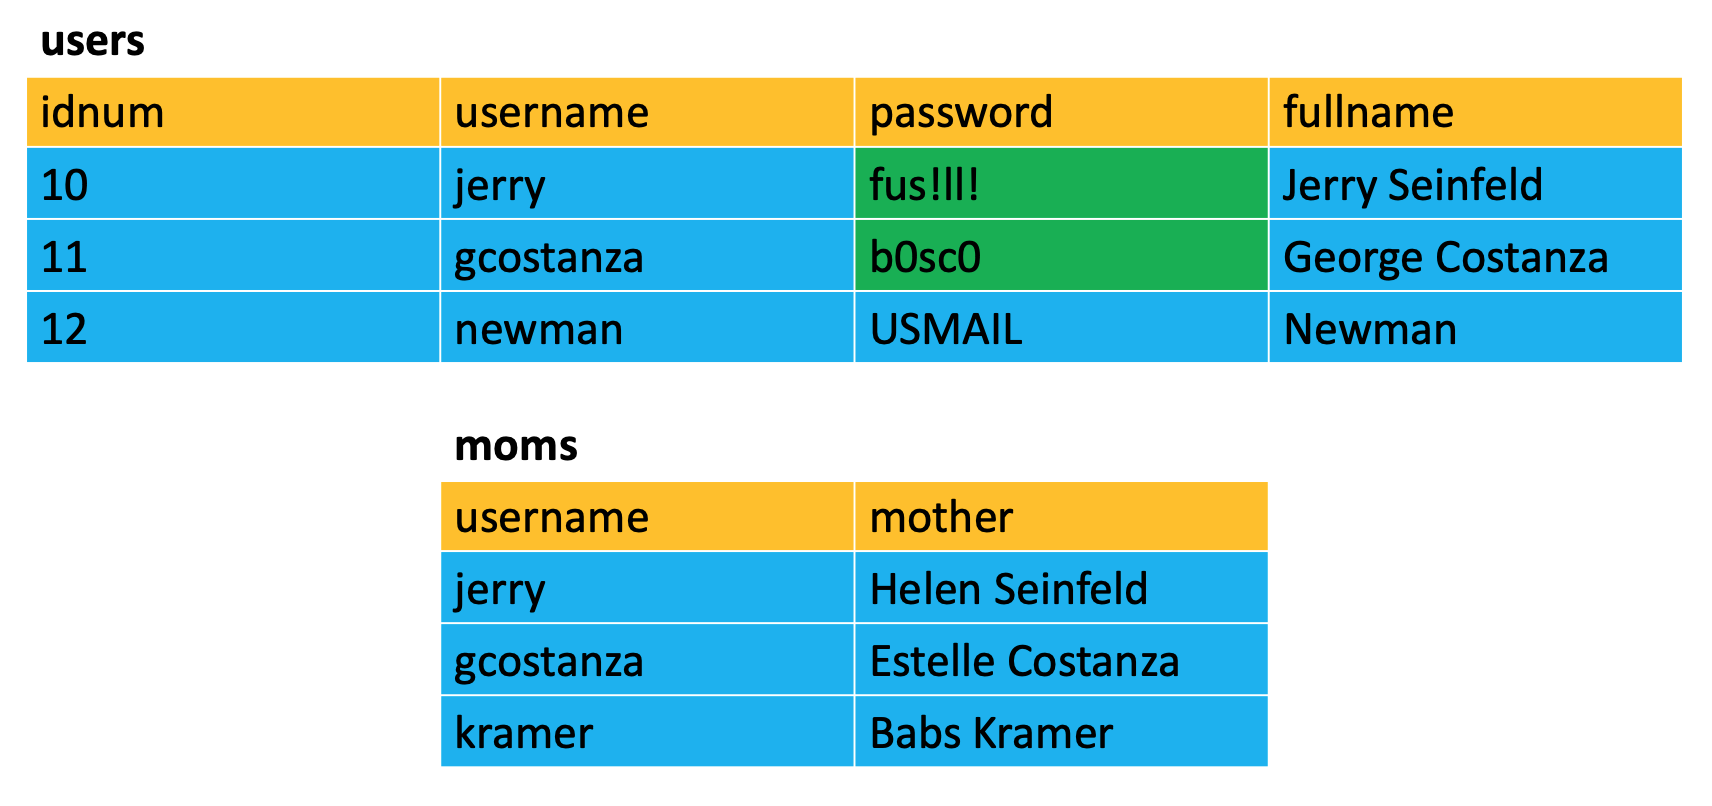 users
idnum username password fullname
10 jerry fus!ll! Jerry Seinfeld
11 gcostanza b0sc0 George Costanza
12 newman USMAIL Newman
moms
username mother
jerry Helen Seinfeld
gcostanza Estelle Costanza
kramer Babs Kramer